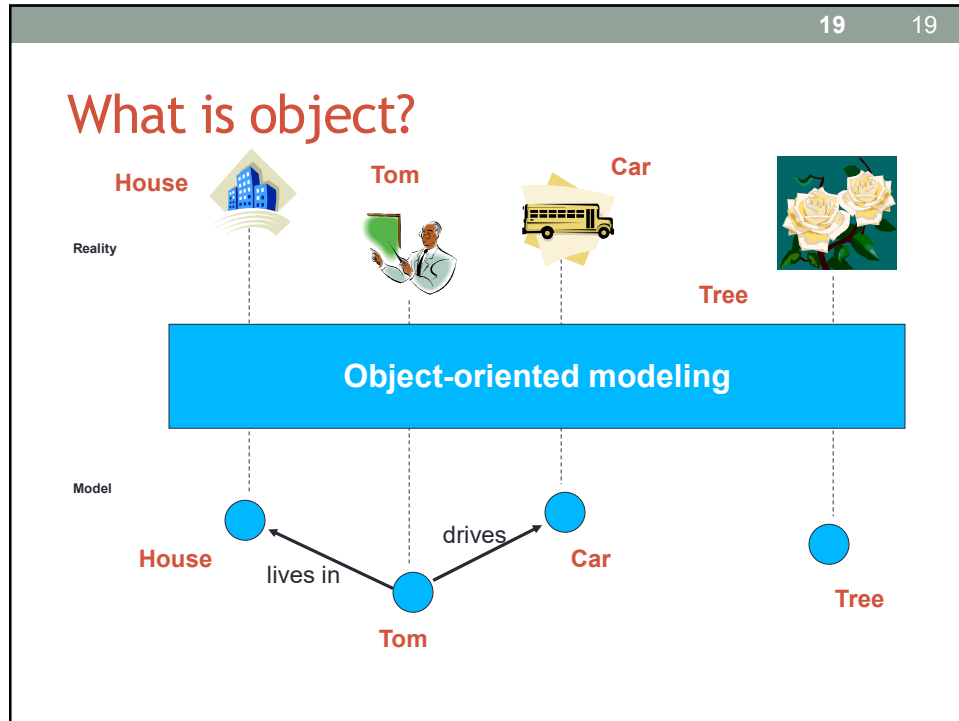 19 19
What is object?
House Tom Car
Reality
Tree
Object-oriented modeling
Model
drives
House lives in Car
Tree
Tom